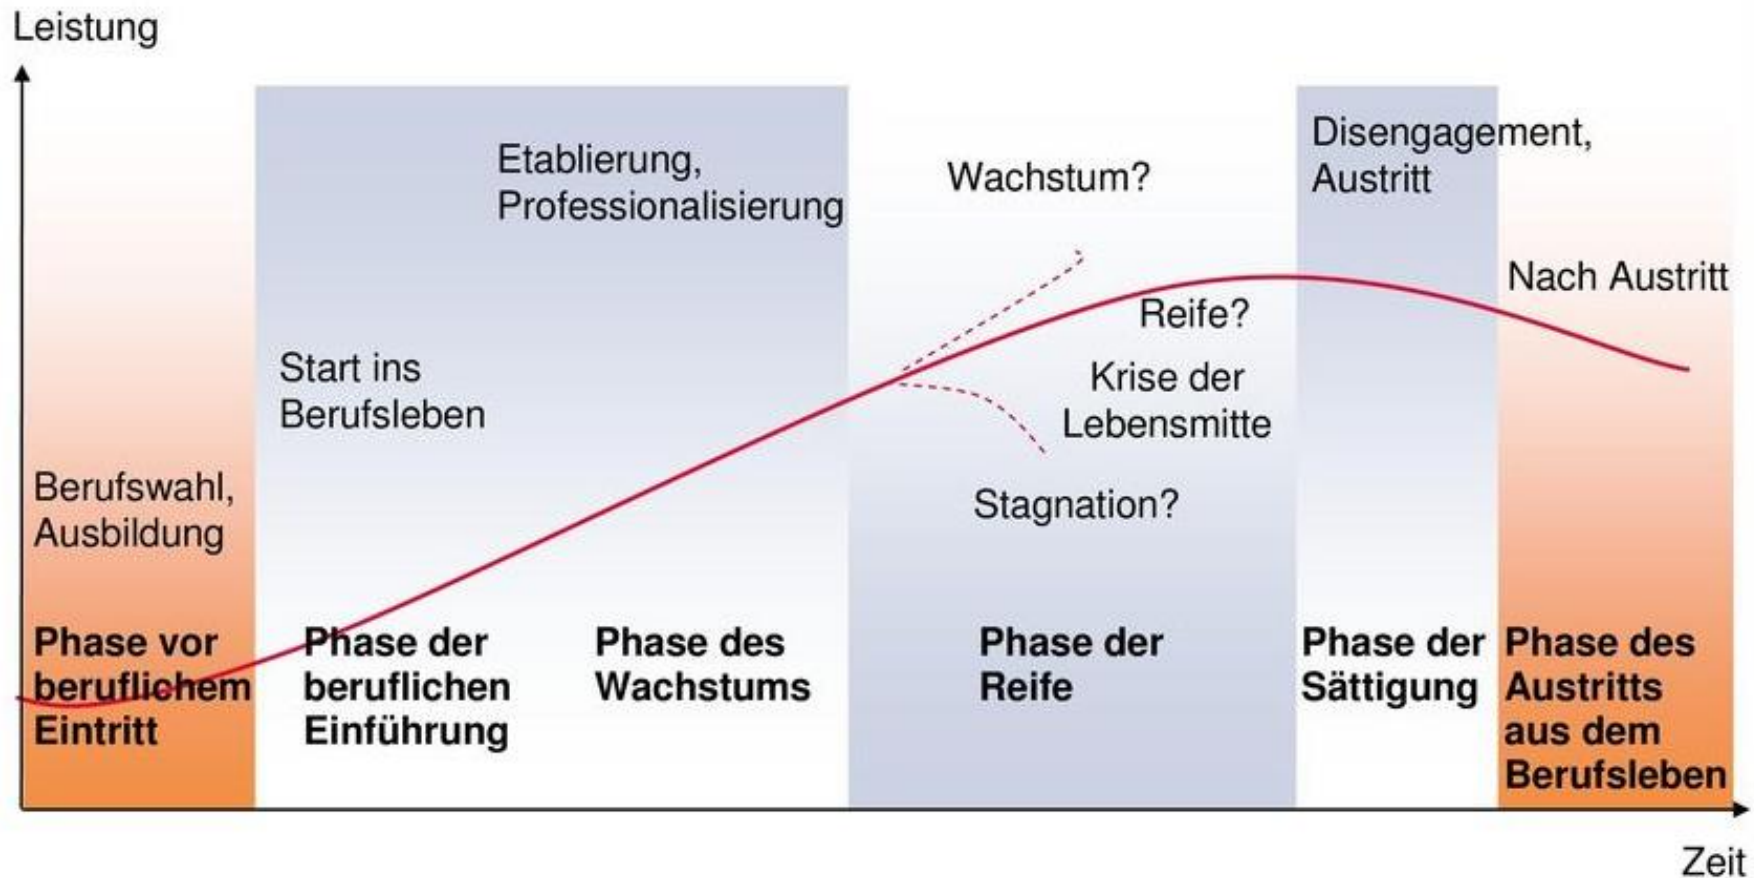 Leistung
Etablierung,
Professionalisierung
Wachstum?
Disengagement,
Austritt
Nach Austritt
Reife?
Start ins
Berufsleben
Krise der
Lebensmitte
Berufswahl,
Ausbildung
Stagnation?
Phase vor
beruflichem
Eintritt
Phase der
beruflichen
Einführung
Phase des
Wachstums
Phase der
Reife
Phase der
Sättigung
Phase des
Austritts
aus dem
Berufsleben
Zeit